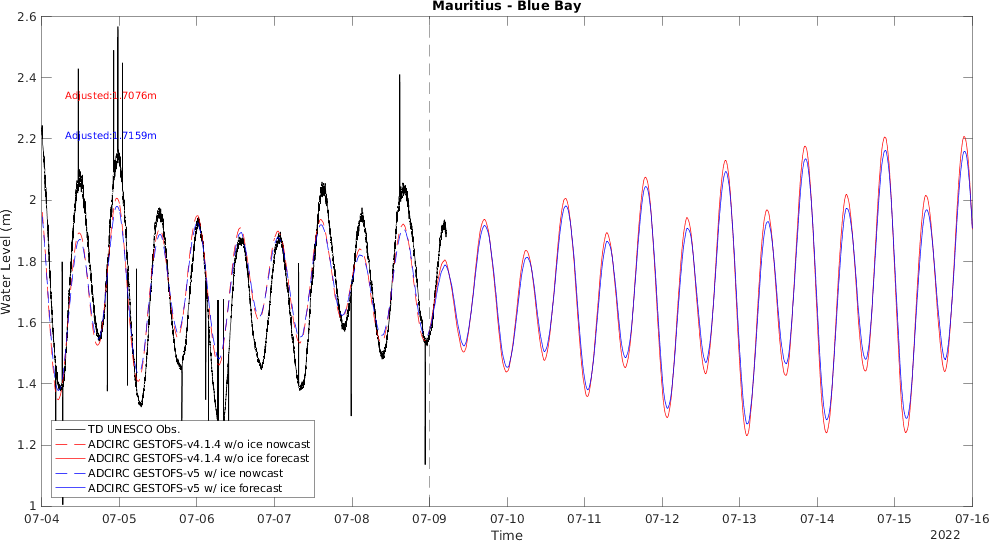 Mauritius - Blue Bay
2.6
2.4
2.2
2
1.8
1.6
1.4
1.2
1
Water Level (m)
Adjusted:1.7076m
Adjusted:1.7159m
TD UNESCO Obs.
ADCIRC GESTOFS-v4.1.4 w/o ice nowcast
ADCIRC GESTOFS-v4.1.4 w/o ice forecast
ADCIRC GESTOFS-v5 w/ ice nowcast
ADCIRC GESTOFS-v5 w/ ice forecast
07-04 07-05 07-06 07-07 07-08 07-09 07-10 07-11 07-12 07-13 07-14 07-15 07-16
Time
2022